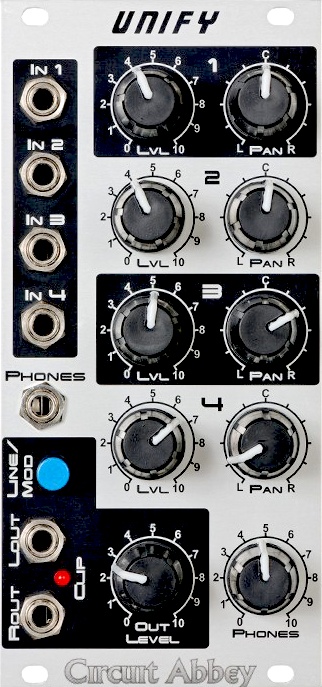 UNIFY
IN 1
IN 2
IN 3
IN 4
PHONES
1
0 1 2 3 4 5 6 7 8 9 10
LVL
L C R
PAN
2
0 1 2 3 4 5 6 7 8 9 10
LVL
L C R
PAN
3
0 1 2 3 4 5 6 7 8 9 10
LVL
L C R
PAN
4
0 1 2 3 4 5 6 7 8 9 10
LVL
L C R
PAN
LINE/
MOD
LOUT
CLIP
ROUT
0 1 2 3 4 5 6 7 8 9 10
OUT
LEVEL
0 1 2 3 4 5 6 7 8 9 10
PHONES
Circuit Abbey